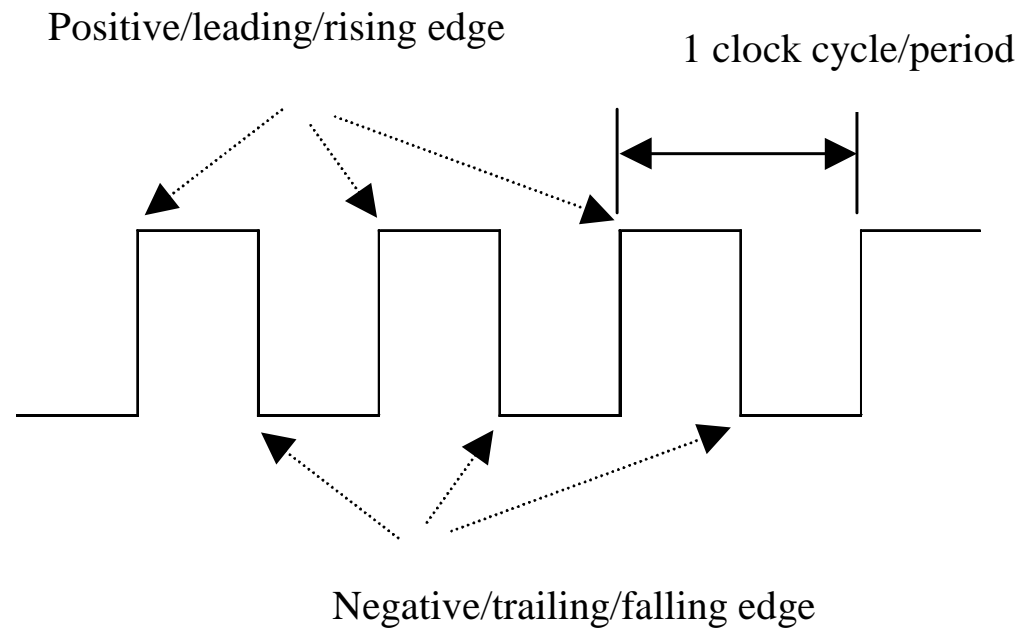 Positive/leading/rising edge
1 clock cycle/period
Negative/trailing/falling edge